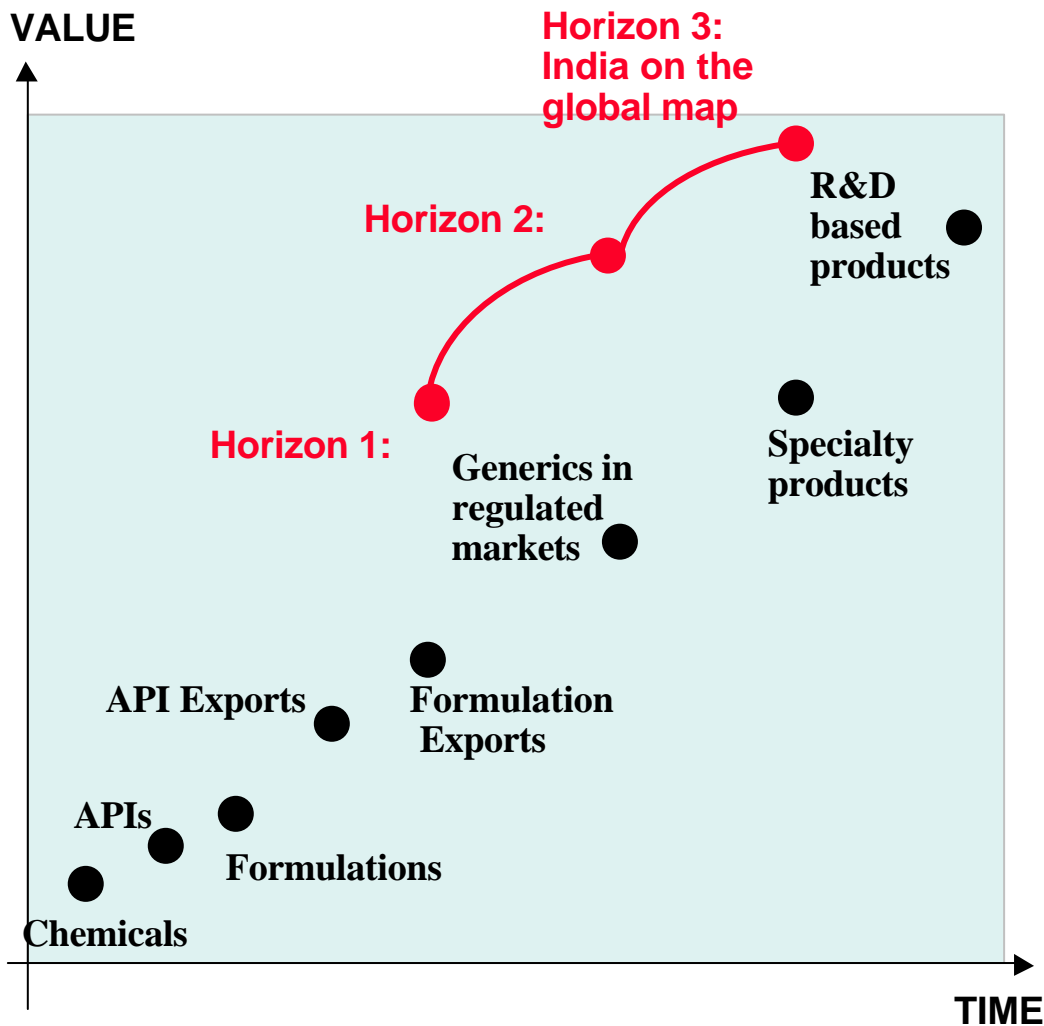 VALUE
Horizon 3:
India on the
global map
R&D
based
products
Horizon 2:
Horizon 1:
Specialty
products
Generics in
regulated
markets
API Exports
Formulation
Exports
APIs
Formulations
Chemicals
TIME